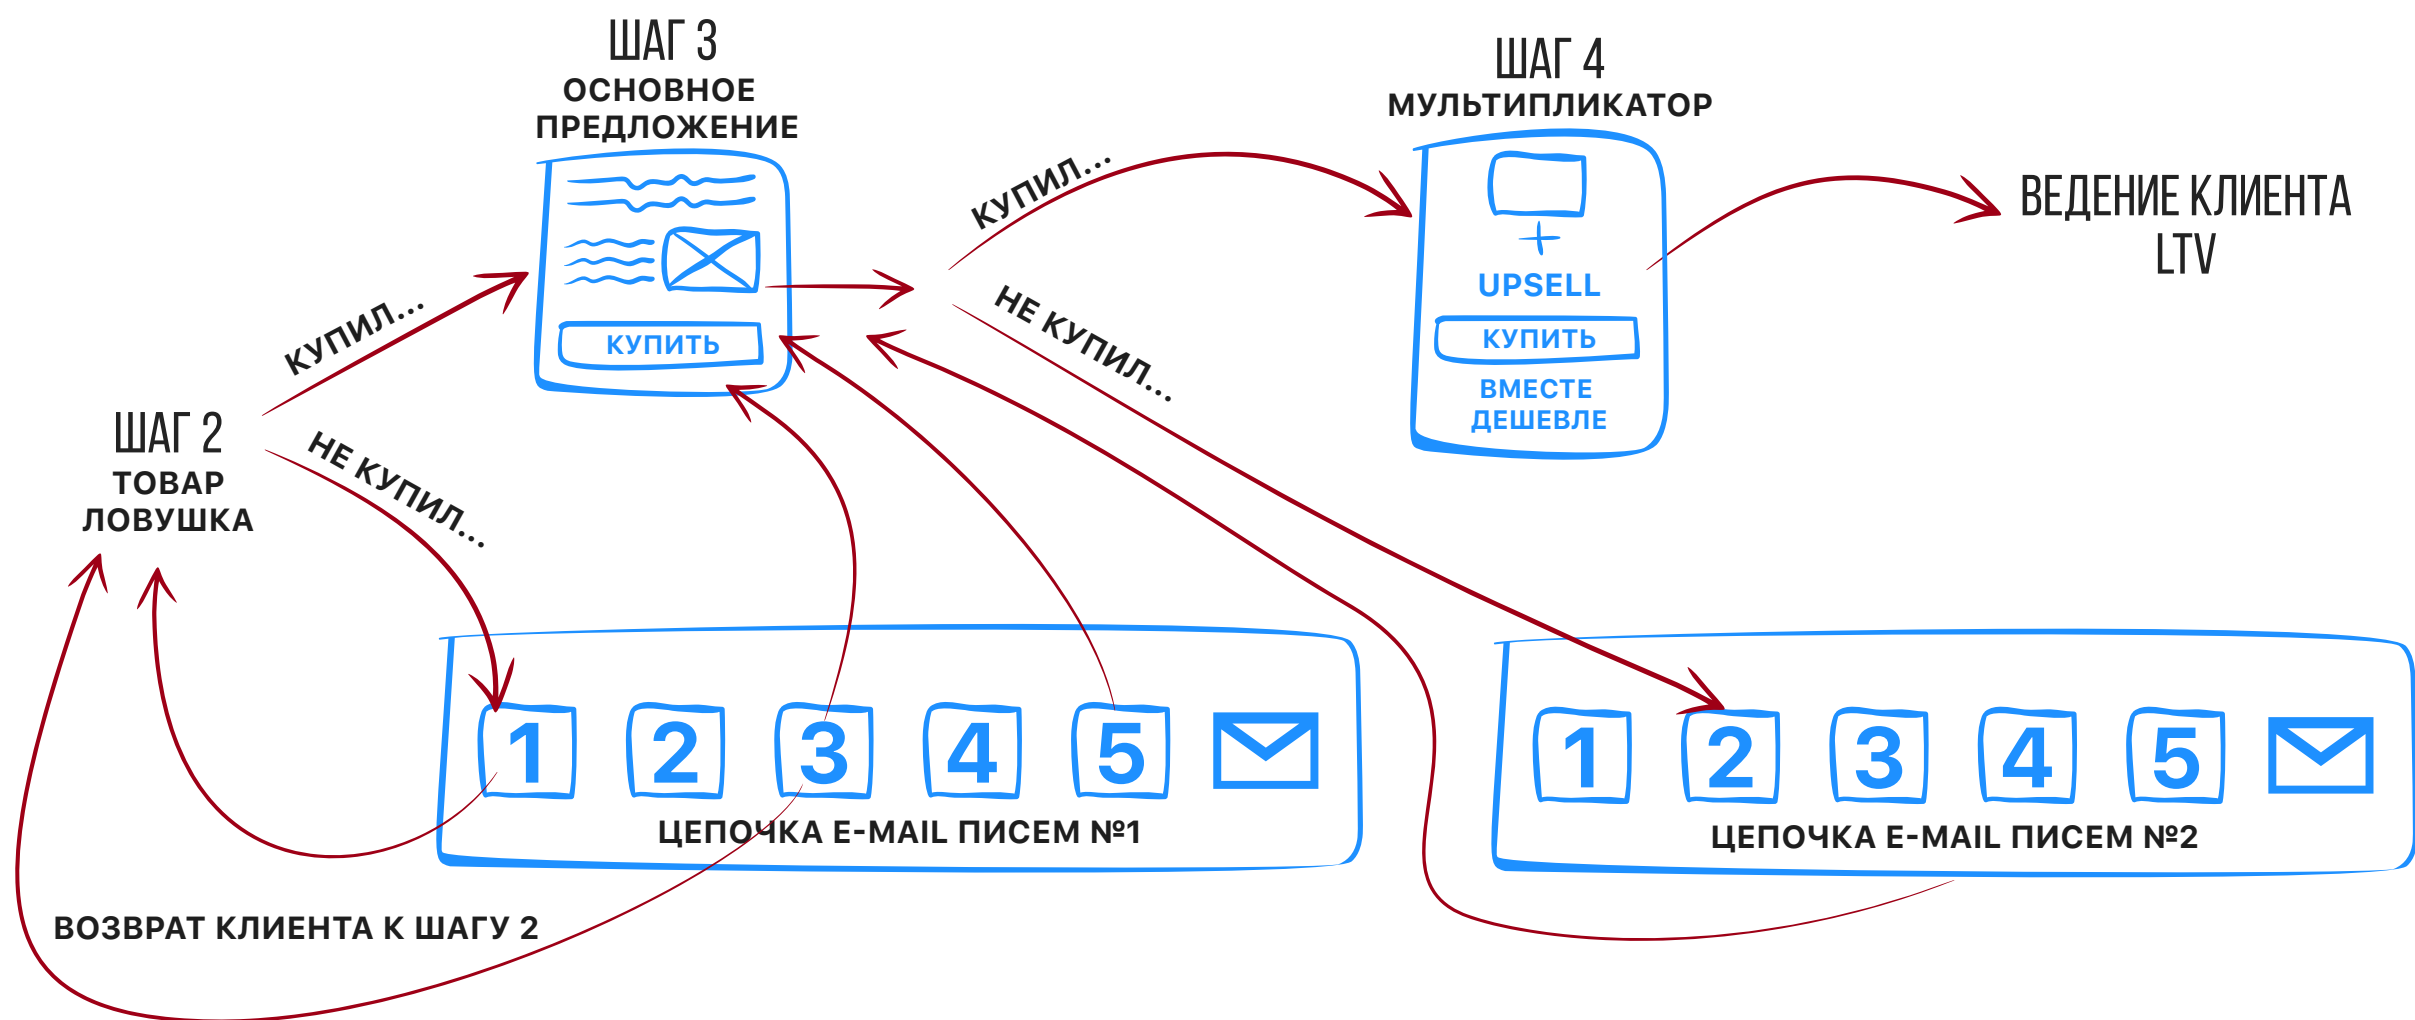 ШАГ 3
ОСНОВНОЕ
ПРЕДЛОЖЕНИЕ
КУПИТЬ
ШАГ 4
МУЛЬТИПЛИКАТОР
UPSELL
КУПИТЬ
ВМЕСТЕ
ДЕШЕВЛЕ
ВЕДЕНИЕ КЛИЕНТА
LTV
КУПИЛ...
НЕ КУПИЛ...
КУПИЛ...
НЕ КУПИЛ...
ШАГ 2
ТОВАР
ЛОВУШКА
1 2 3 4 5
ЦЕПОЧКА E-MAIL ПИСЕМ №1
1 2 3 4 5
ЦЕПОЧКА E-MAIL ПИСЕМ №2
ВОЗВРАТ КЛИЕНТА К ШАГУ 2